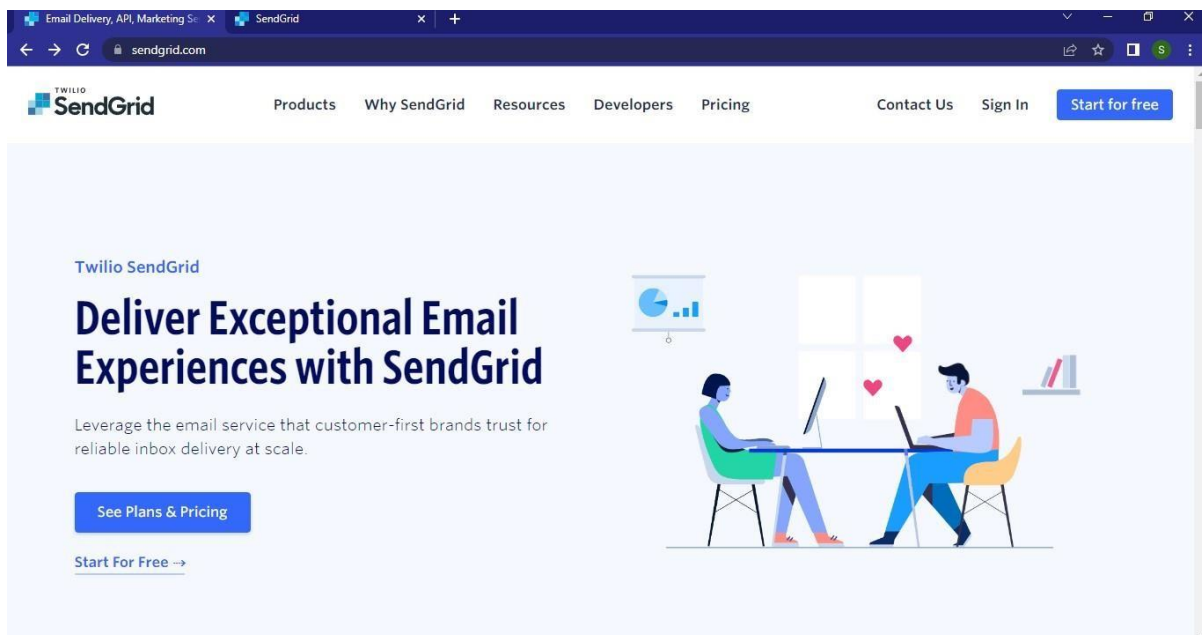 Email Delivery, API, Marketing Se
SendGrid
sendgrid.com
S
TWILIO
SendGrid
Products
Why SendGrid
Resources
Developers
Pricing
Contact Us
Sign In
Start for free
Twilio SendGrid
Deliver Exceptional Email
Experiences with SendGrid
Leverage the email service that customer-first brands trust for
reliable inbox delivery at scale.
See Plans & Pricing
Start For Free →